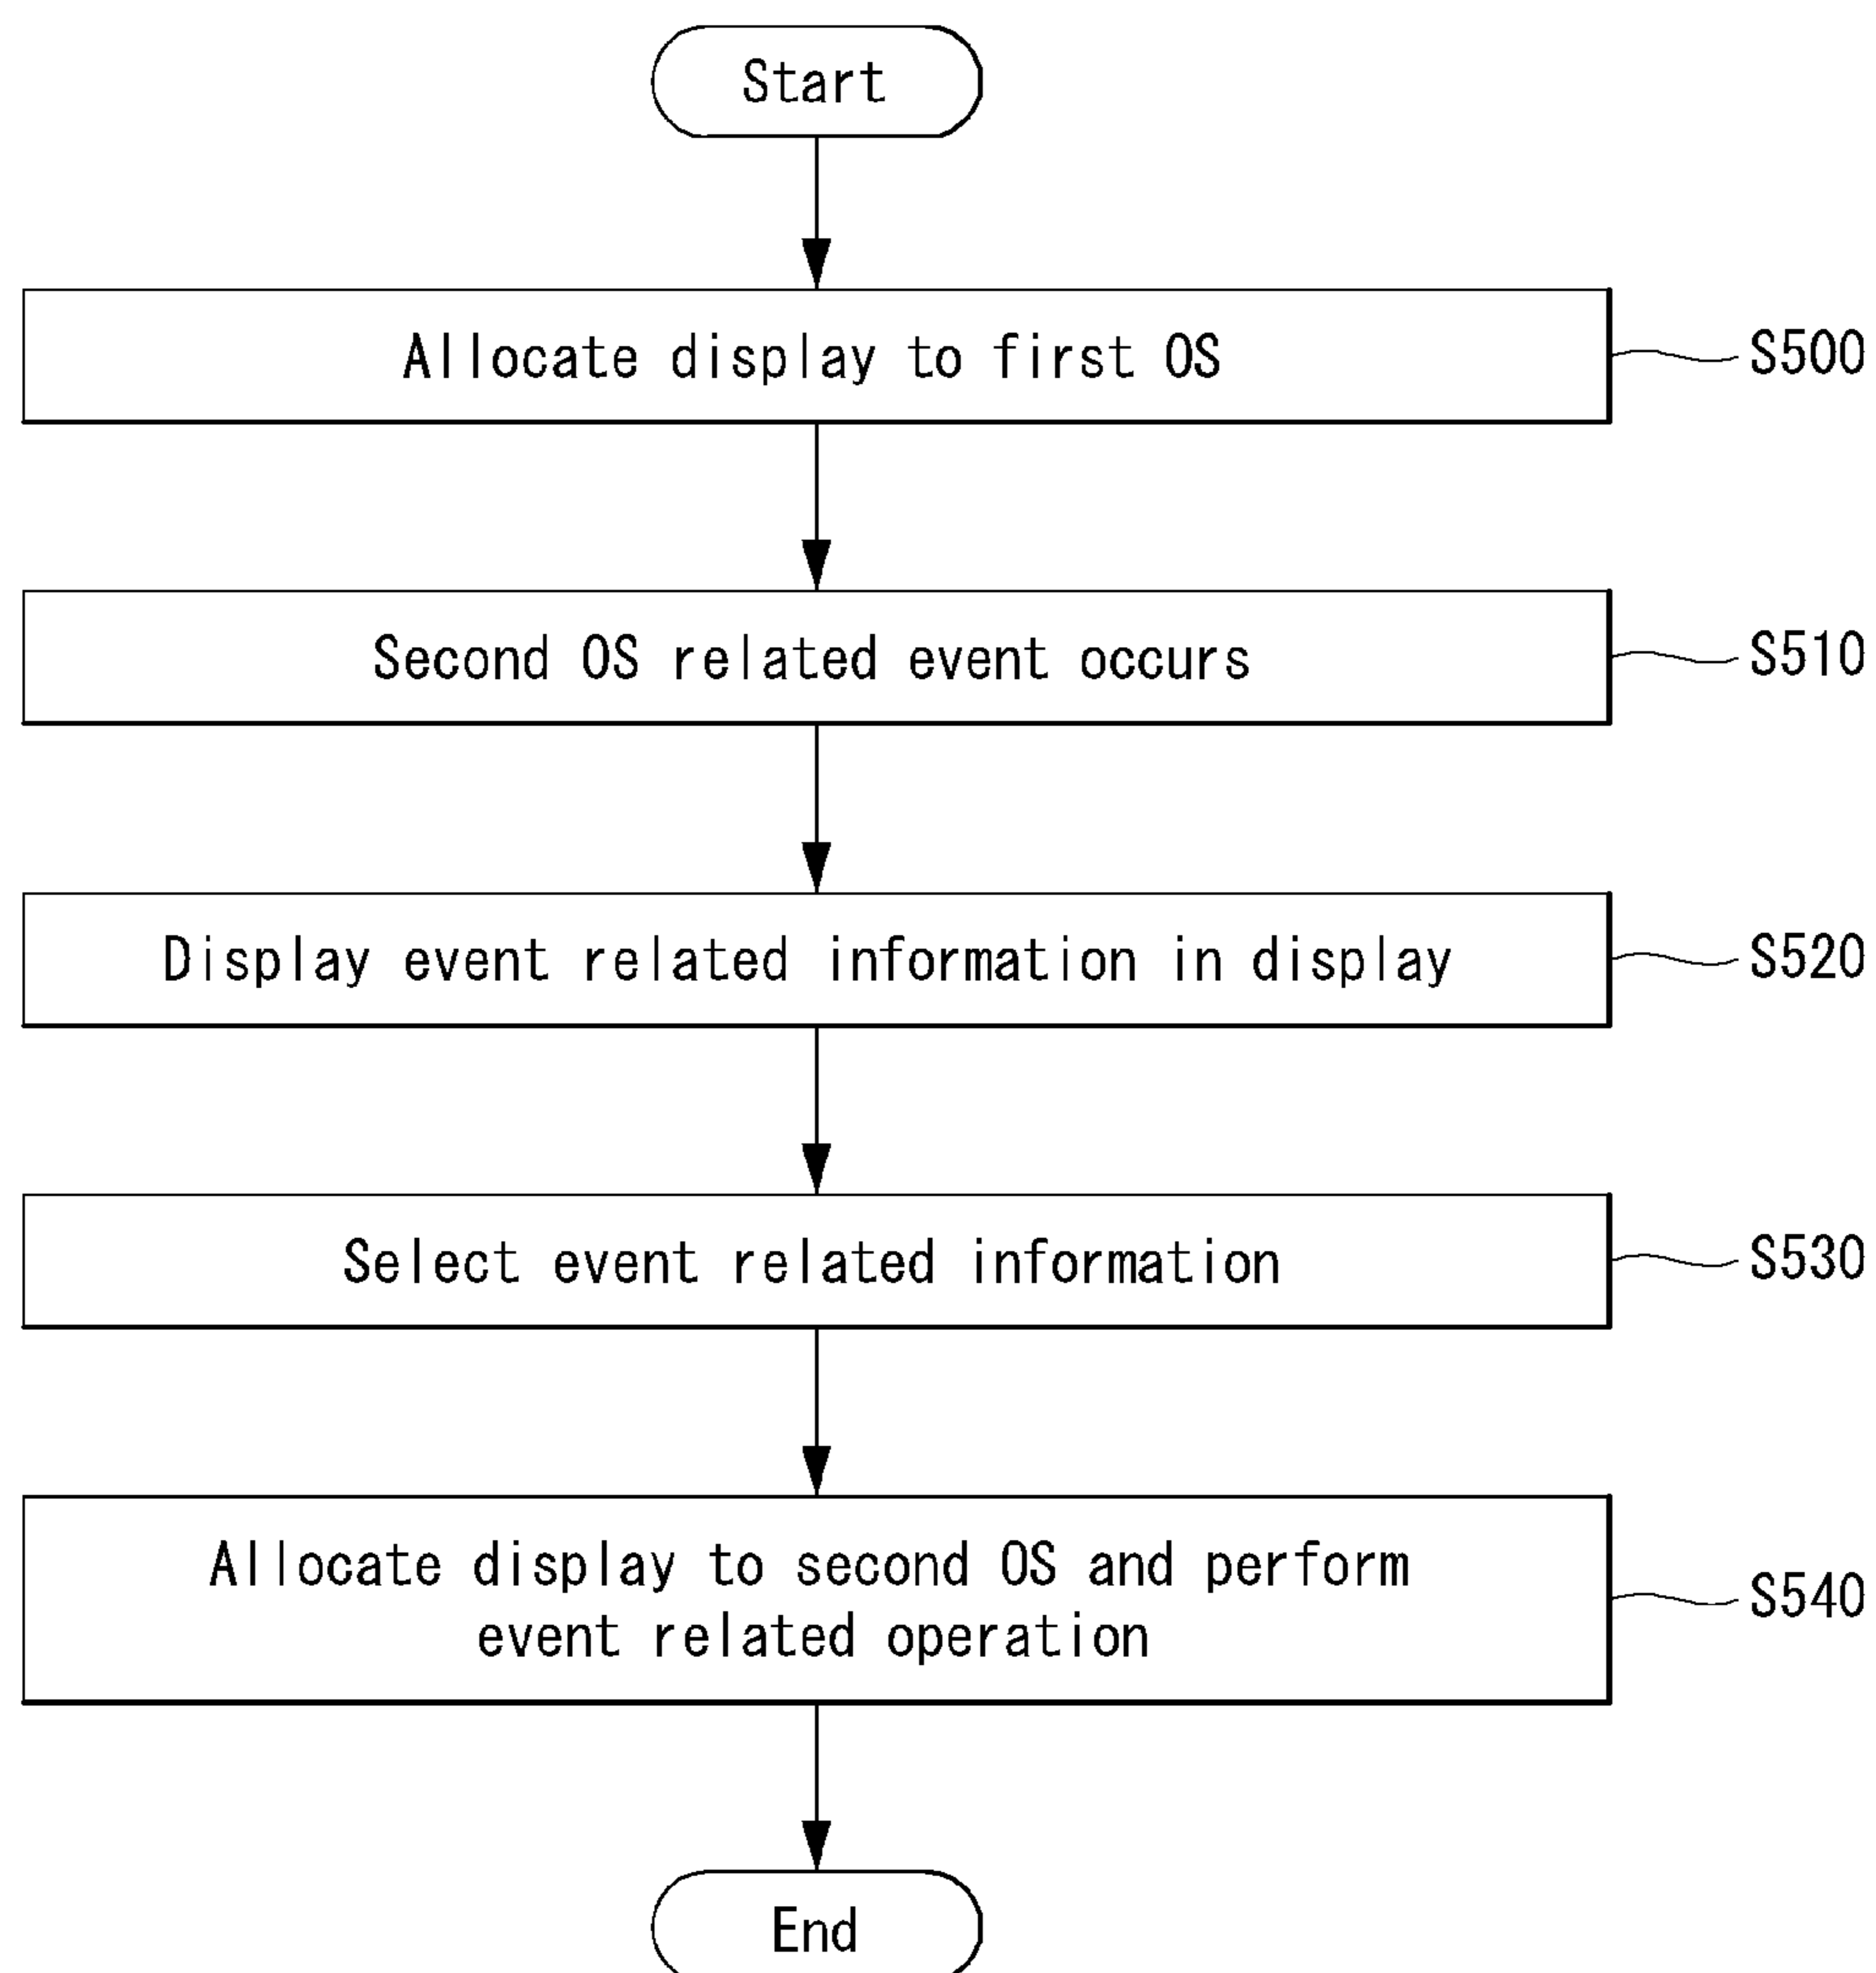 Start
Allocate display to first OS
S500
Second OS related event occurs
S510
Display event related information in display
S520
Select event related information
S530
Allocate display to second OS and perform
event related operation
S540
End